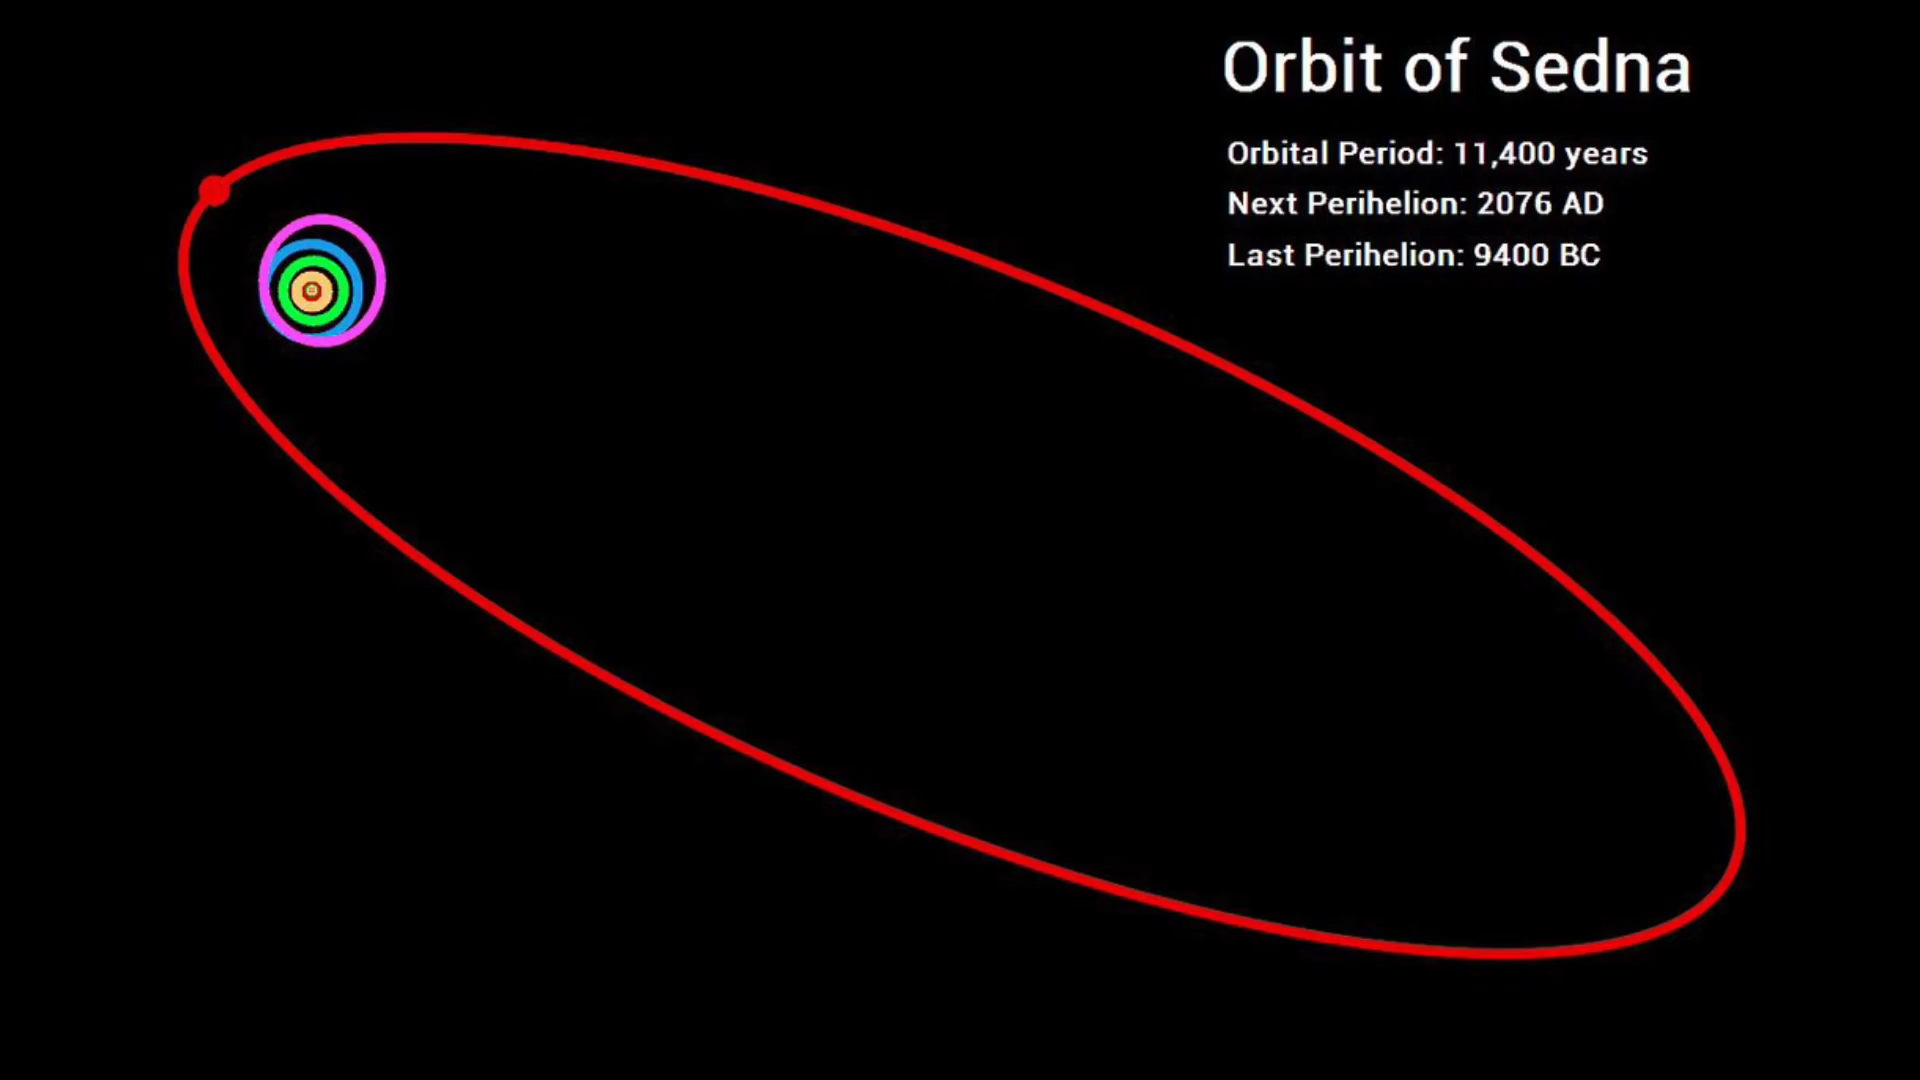 Orbit of Sedna
Orbital Period: 11,400 years
Next Perihelion: 2076 AD
Last Perihelion: 9400 BC